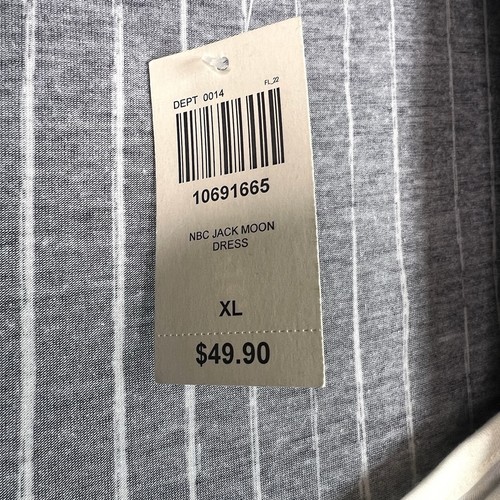 FL_22
DEPT 0014
10691665
NBC JACK MOON
DRESS
XL
$49.90